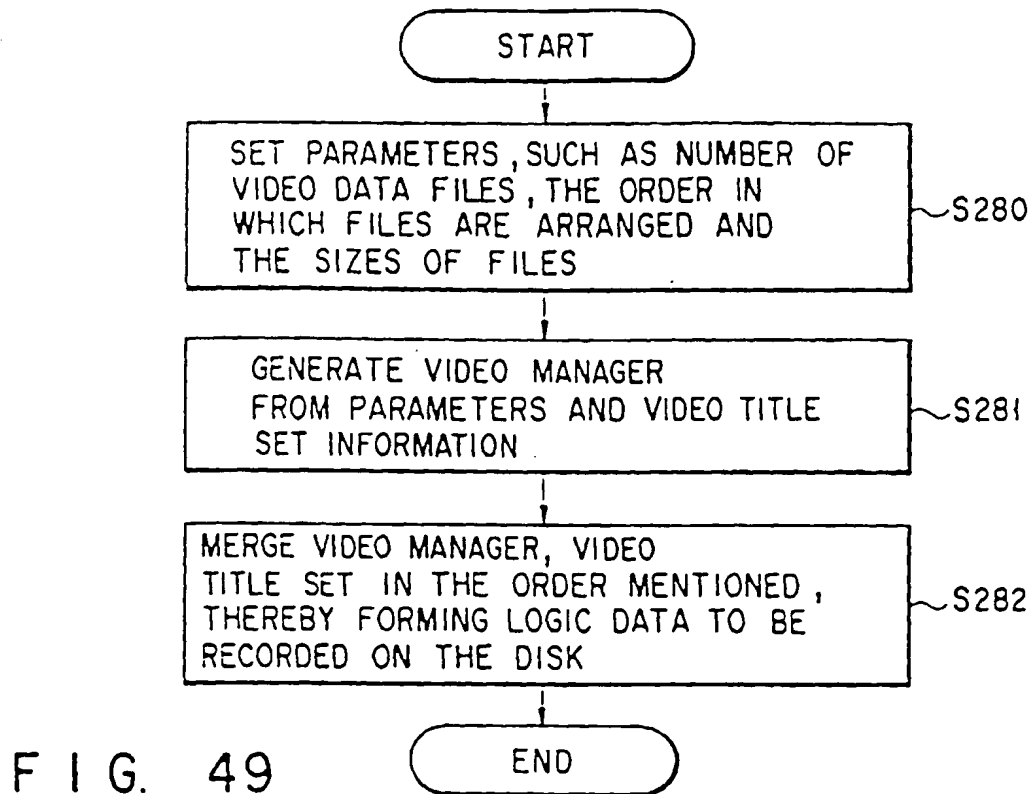 START
SET PARAMETERS, SUCH AS NUMBER OF
VIDEO DATA FILES, THE ORDER IN
WHICH FILES ARE ARRANGED AND
THE SIZES OF FILES
S280
GENERATE VIDEO MANAGER
FROM PARAMETERS AND VIDEO TITLE
SET INFORMATION
S281
MERGE VIDEO MANAGER, VIDEO
TITLE SET IN THE ORDER MENTIONED,
THEREBY FORMING LOGIC DATA TO BE
RECORDED ON THE DISK
S282
END
FIG. 49